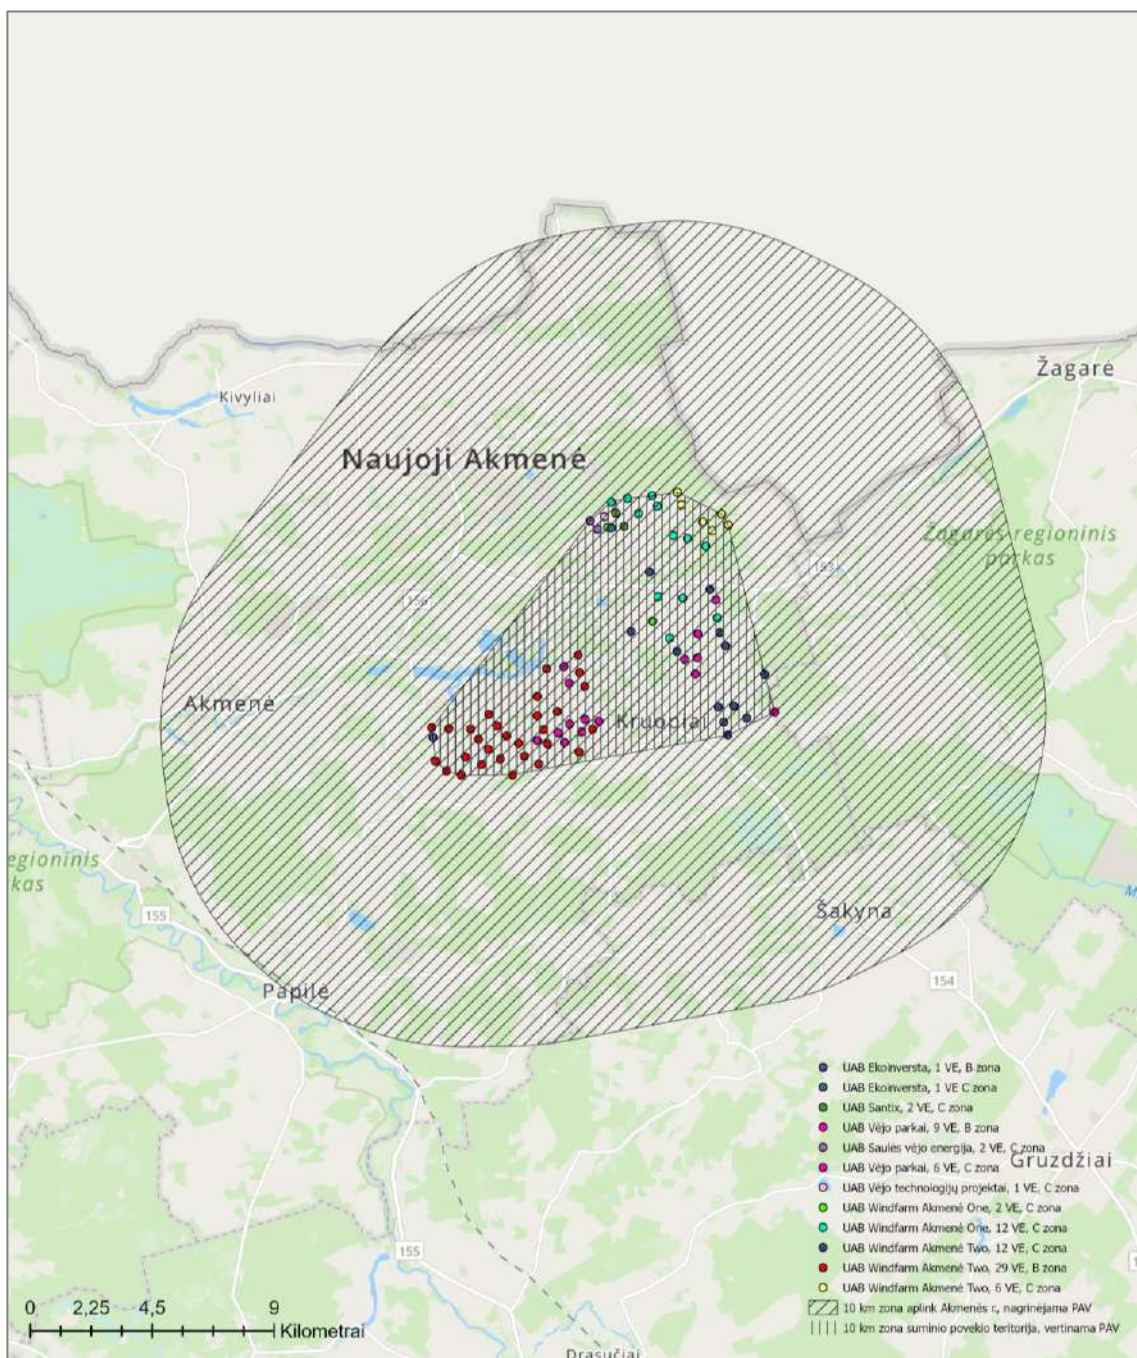 Žagarė
Kivyliai
Naujoji Akmenė
Žagarės regioninis
parkas
153
156
Akmenė
Kruopiai
egioninis
kas
155
Šakyna
154
Papilė
UAB Ekoinversta, 1 VE, B zona
UAB Ekoinversta, 1 VE C zona
UAB Santix, 2 VE, C zona
UAB Vėjo parkai, 9 VE, B zona
UAB Saulės vėjo energija, 2 VE, C zona
UAB Vėjo parkai, 6 VE, C zona
Gruzdžiai
UAB Vėjo technologijų projektai, 1 VE, C zona
UAB Windfarm Akmenė One, 2 VE, C zona
UAB Windfarm Akmenė One, 12 VE, C zona
UAB Windfarm Akmenė Two, 12 VE, C zona
155
UAB Windfarm Akmenė Two, 29 VE, B zona
UAB Windfarm Akmenė Two, 6 VE, C zona
0 2,25 4,5 9
10 km zona aplink Akmenės r., nagrinėjama PAV
10 km zona suminio povekio teritorija, vertinama PAV
Kilometrai
Drąsučiai